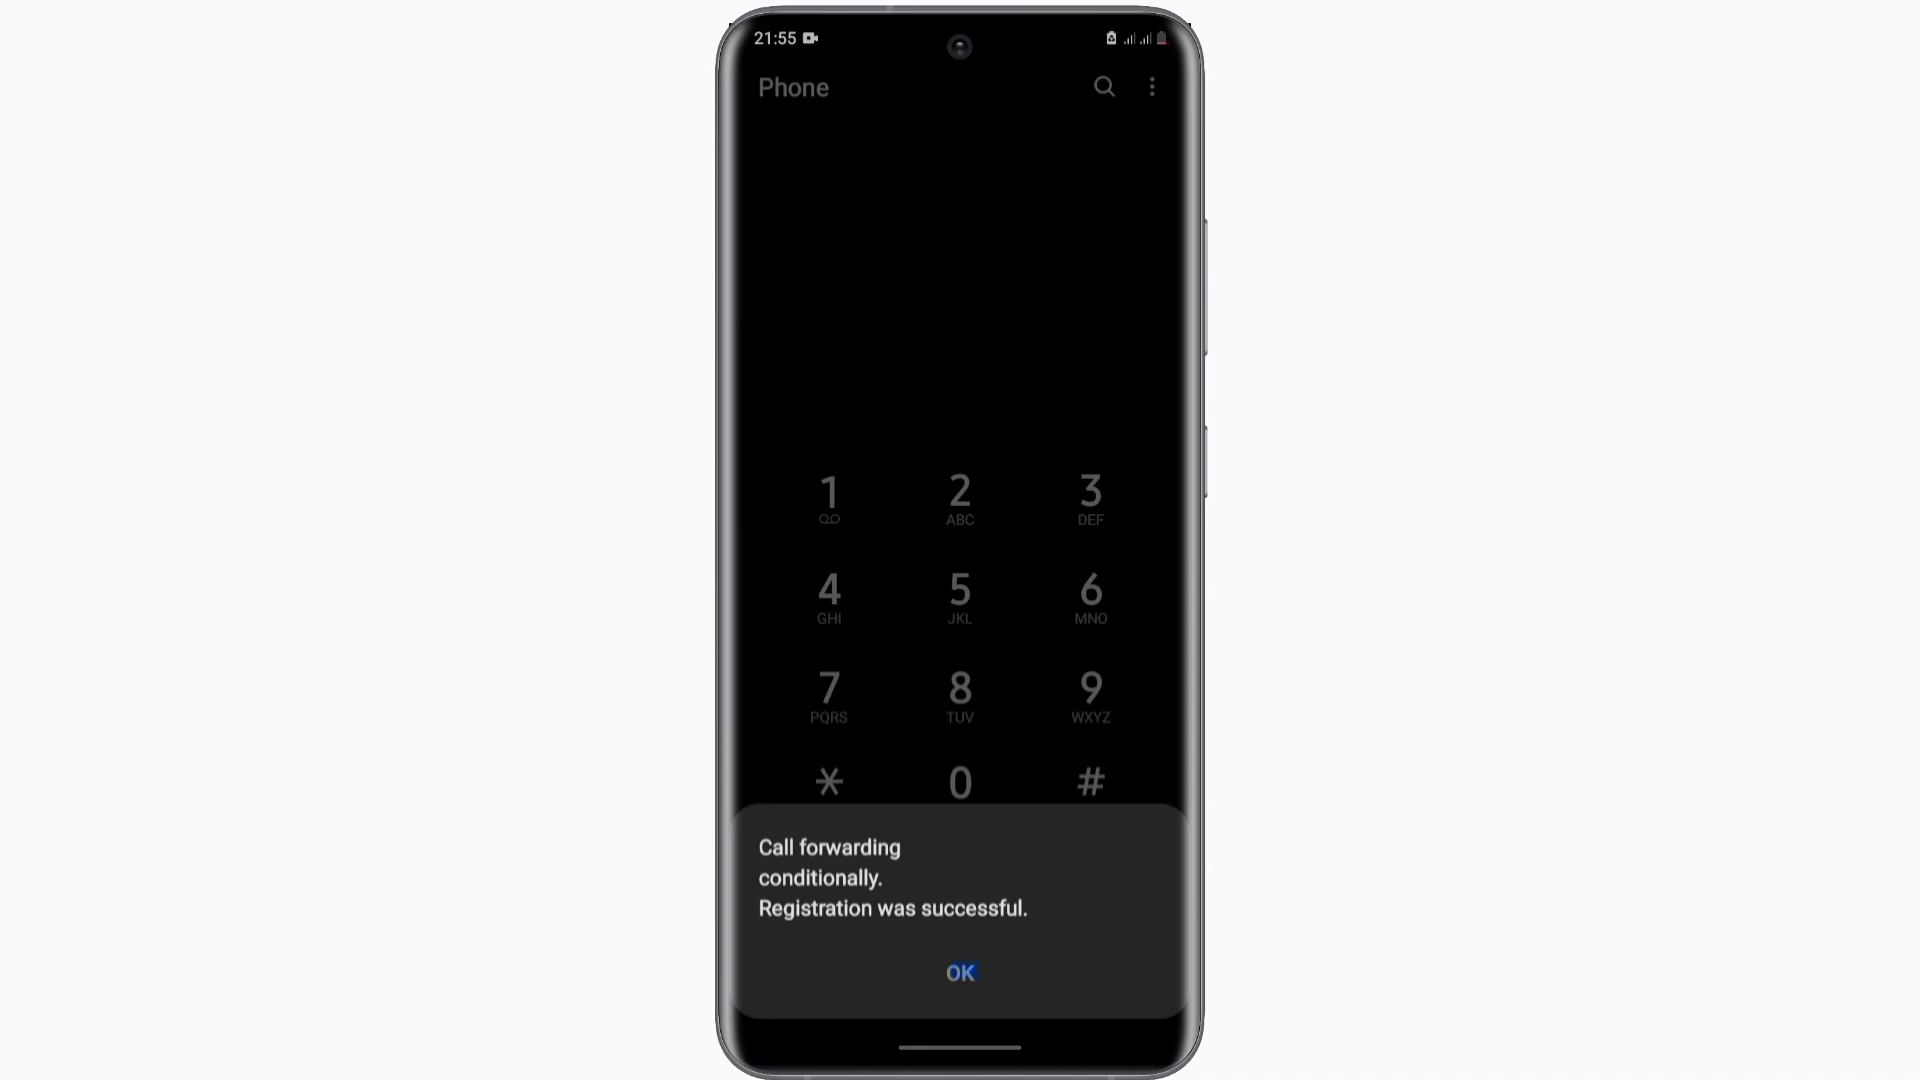 21:55
Phone
1 2 3
ABC DEF
4 5 6
GHI JKL MNO
7 8 9
PQRS TUV WXYZ
* 0 #
Call forwarding
conditionally.
Registration was successful.
OK